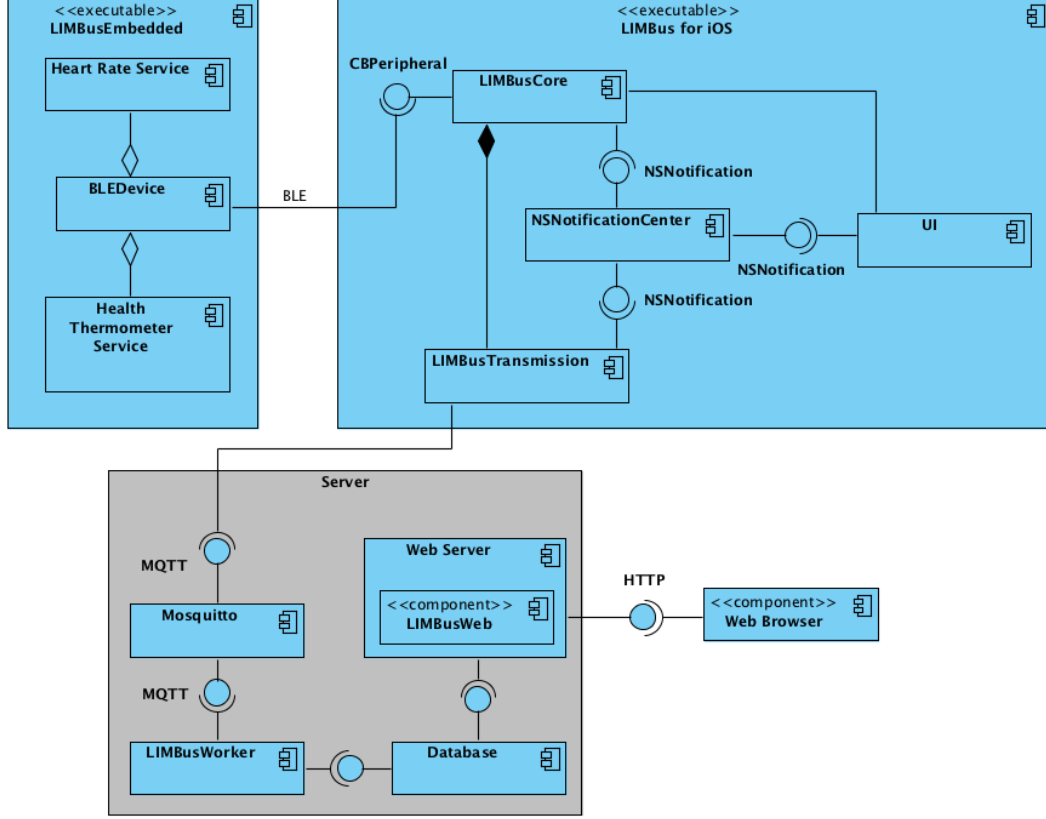 <<executable>>
LIMBusEmbedded
Heart Rate Service
BLEDevice
Health
Thermometer
Service
BLE
<<executable>>
LIMBus for iOS
CBPeripheral
LIMBusCore
NSNotification
NSNotificationCenter
UI
NSNotification
NSNotification
LIMBusTransmission
Server
MQTT
Mosquitto
MQTT
LIMBusWorker
Web Server
<<component>>
LIMBusWeb
Database
HTTP
<<component>>
Web Browser